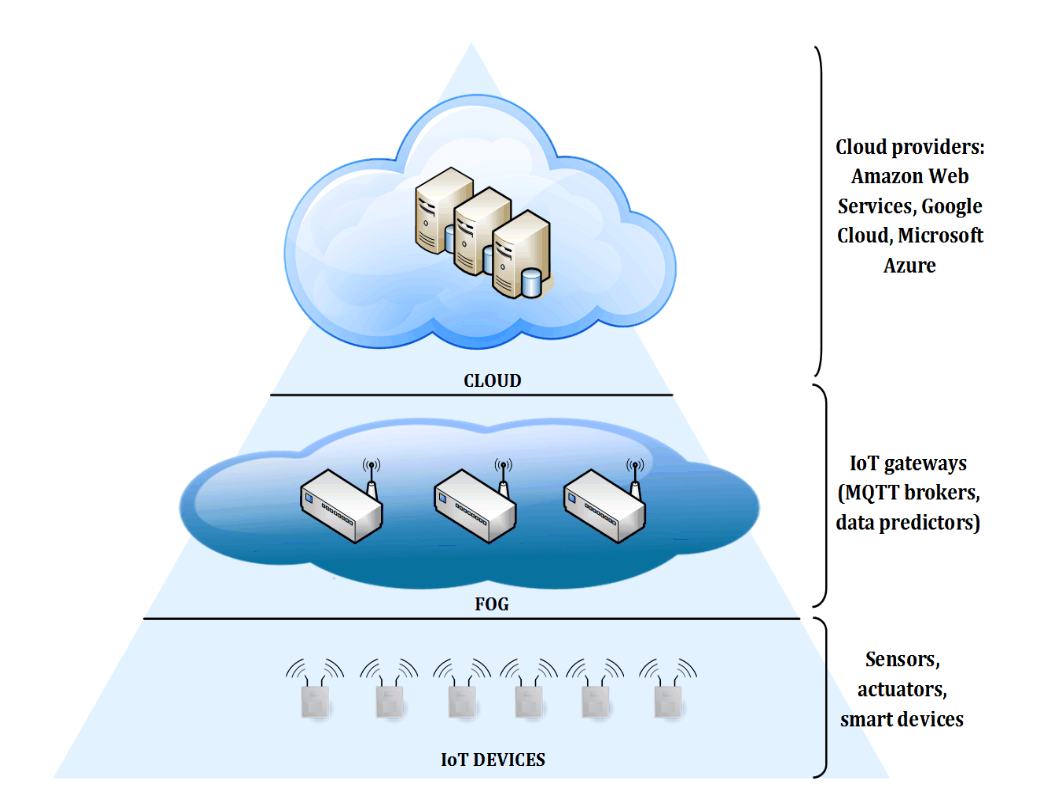 Cloud providers:
Amazon Web
Services, Google
Cloud, Microsoft
Azure
CLOUD
IoT gateways
(MQTT brokers,
data predictors)
FOG
Sensors,
actuators,
smart devices
IoT DEVICES